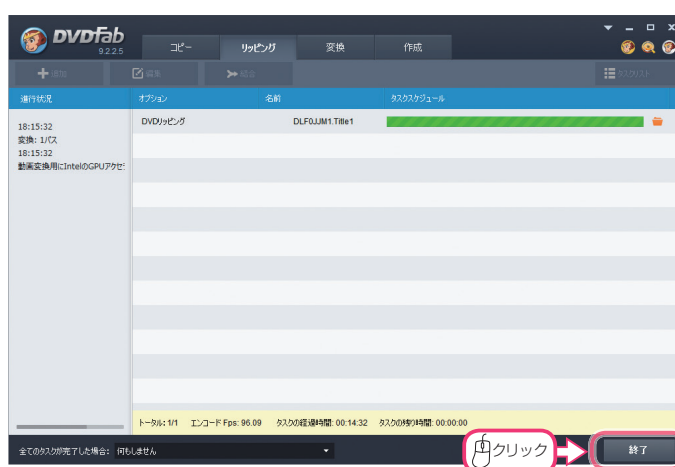 DVDFab
9.2.2.5
コピー
リッピング
変換
作成
追加
編集
結合
タスクリスト
進行状況
オプション
名前
タスクスケジュール
18:15:32
変換: 1パス
18:15:32
動画変換用にIntelのGPUアクセ
DVDリッピング
DLF0JJM1.Title1
トータル: 1/1 エンコード Fps: 96.09 タスクの経過時間: 00:14:32 タスクの残り時間: 00:00:00
全てのタスクが完了した場合: 何もしません
クリック
終了